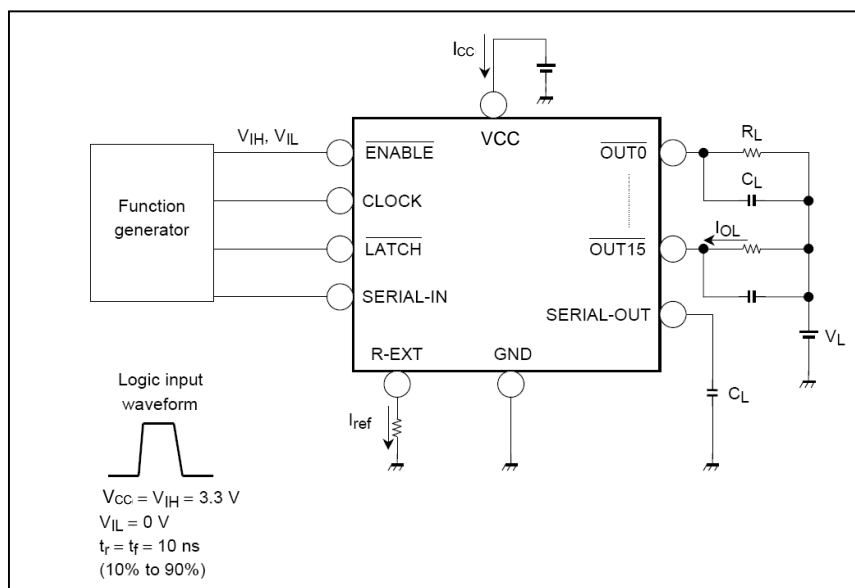 ICC
VIH, VIL
Function
generator
ENABLE
CLOCK
LATCH
SERIAL-IN
VCC
OUT0
OUT15
SERIAL-OUT
R-EXT
GND
RL
CL
IOL
VL
CL
Iref
Logic input
waveform
VCC = VIH = 3.3 V
VIL = 0 V
tr = tf = 10 ns
(10% to 90%)